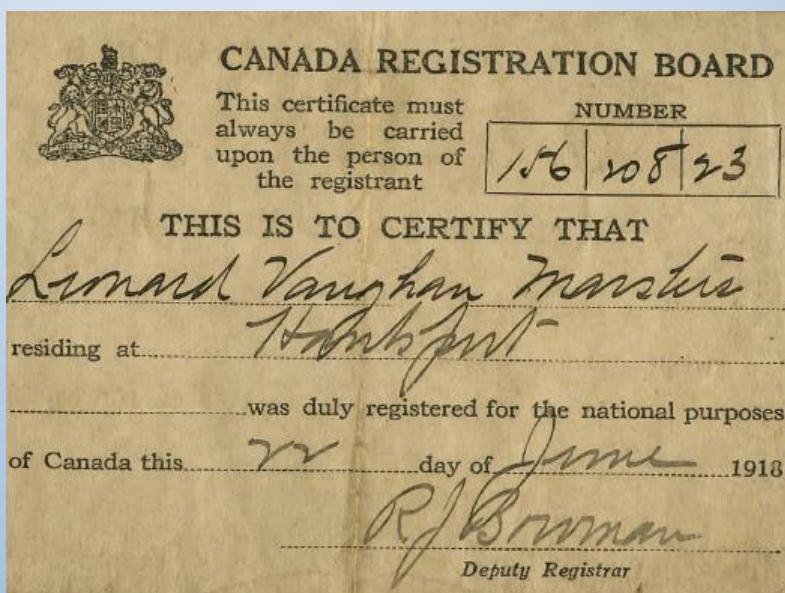 CANADA REGISTRATION BOARD
This certificate must
always be carried
upon the person of
the registrant
NUMBER
156 208 23
THIS IS TO CERTIFY THAT
Leonard Vaughan Marsters
residing at Hantsport
was duly registered for the national purposes
of Canada this 22 day of June 1918
R J Bowman
Deputy Registrar